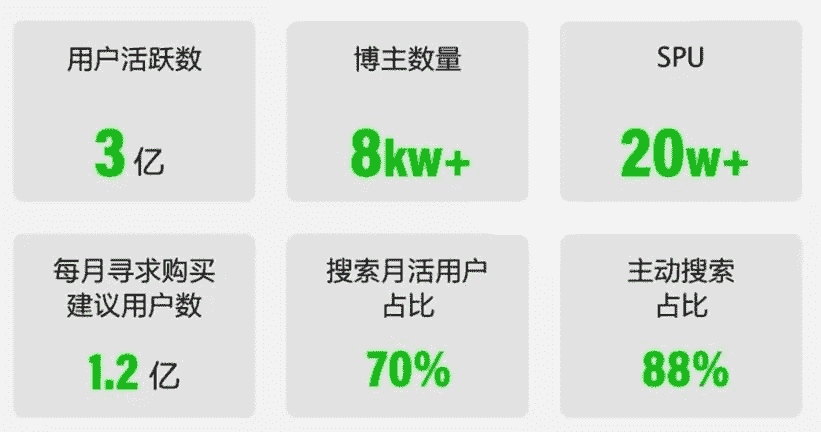 用户活跃数
3 亿
博主数量
8kw+
SPU
20w+
每月寻求购买
建议用户数
1.2 亿
搜索月活用户
占比
70%
主动搜索
占比
88%